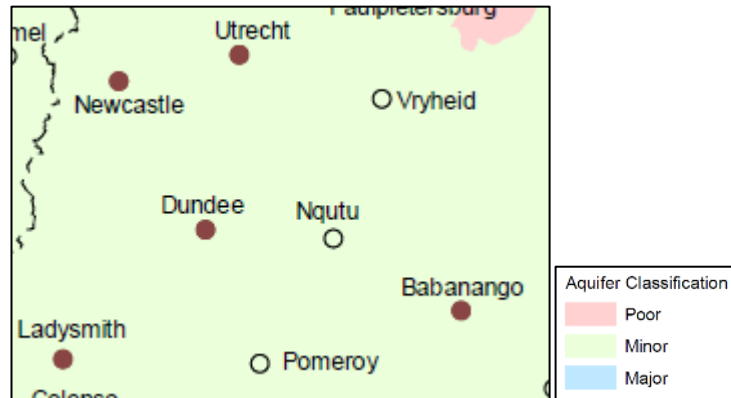 Utrecht
Newcastle
Vryheid
Dundee
Nqutu
Babanango
Ladysmith
Pomeroy
Aquifer Classification
Poor
Minor
Major